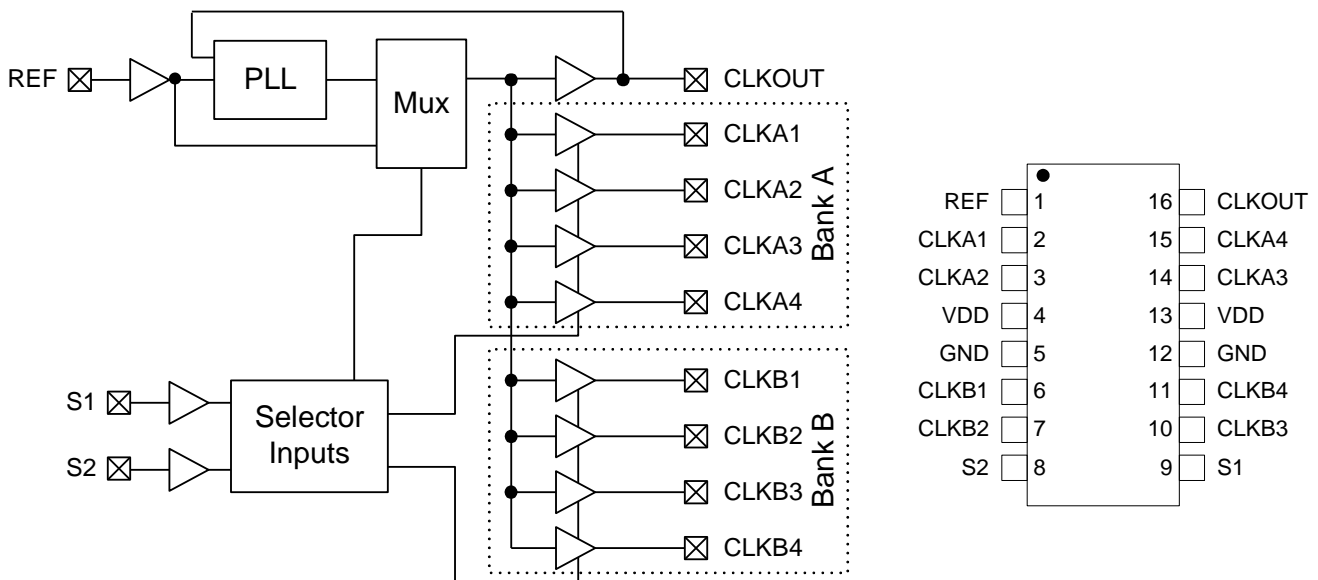 REF
PLL
Mux
CLKOUT
CLKA1
CLKA2
CLKA3
CLKA4
Bank A
S1
S2
Selector
Inputs
CLKB1
CLKB2
CLKB3
CLKB4
Bank B
REF 1 16 CLKOUT
CLKA1 2 15 CLKA4
CLKA2 3 14 CLKA3
VDD 4 13 VDD
GND 5 12 GND
CLKB1 6 11 CLKB4
CLKB2 7 10 CLKB3
S2 8 9 S1